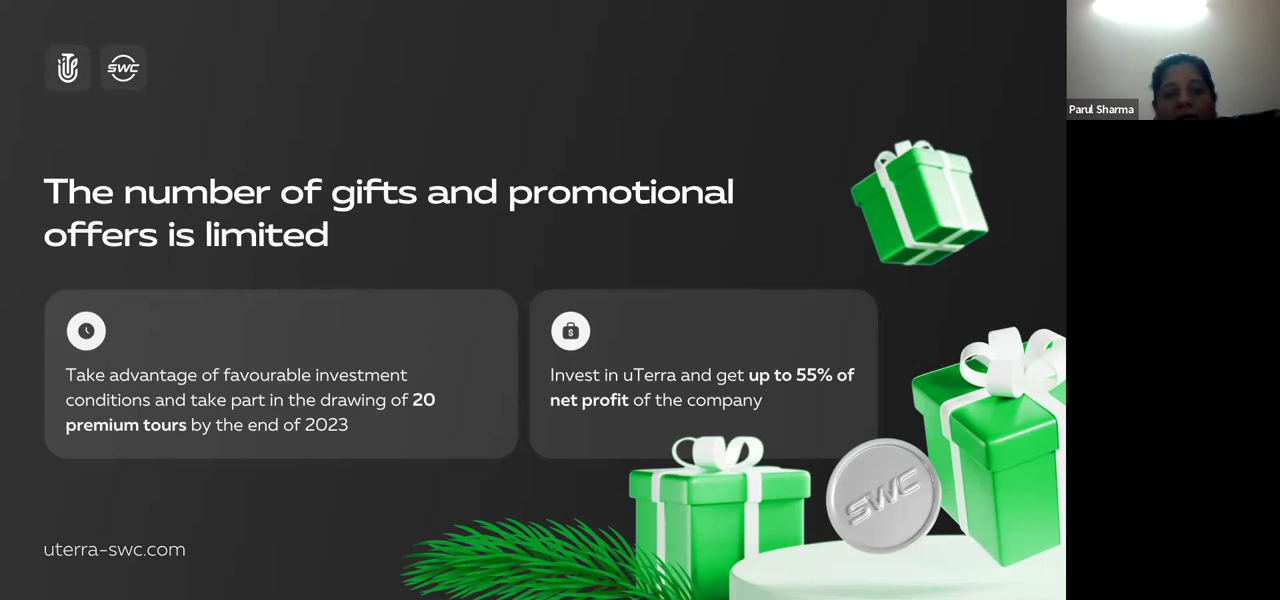 SWC
The number of gifts and promotional
offers is limited
Take advantage of favourable investment
conditions and take part in the drawing of 20
premium tours by the end of 2023
Invest in uTerra and get up to 55% of
net profit of the company
SWC
uterra-swc.com
Parul Sharma